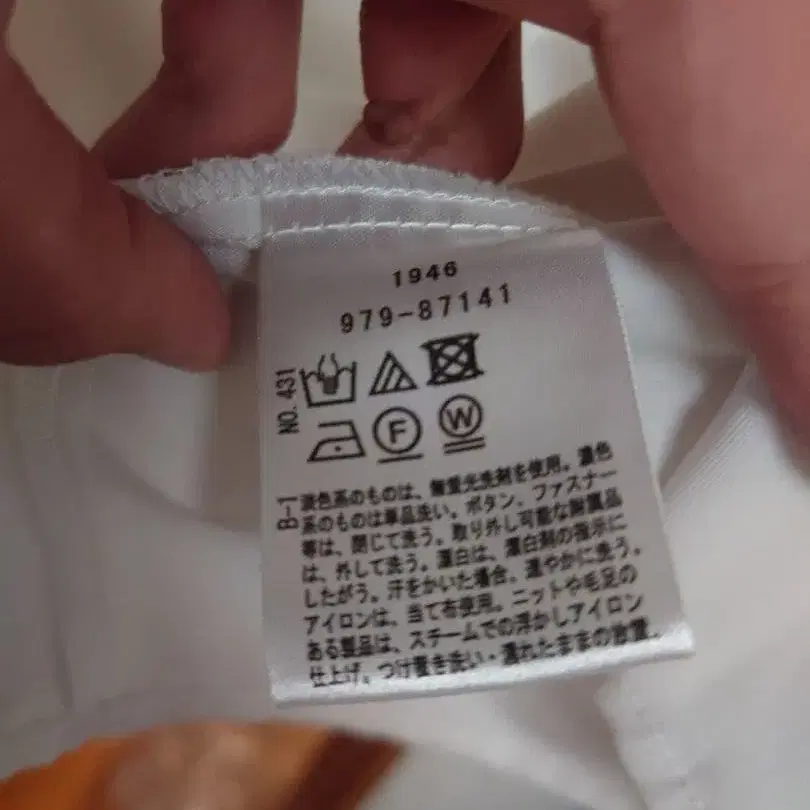 1946
979-87141
NO. 431
F
W
B-1
淡色系のものは、無蛍光洗剤を使用。濃色
系のものは単品洗い。ボタン、ファスナー
等は、閉じて洗う。取り外し可能な附属品
は、外して洗う。漂白は、漂白剤の指示に
したがう。汗をかいた場合、速やかに洗う。
アイロンは、当て布使用。ニットや毛足の
ある製品は、スチームでの浮かしアイロン
仕上げ。つけ置き洗い・濡れたままの放置